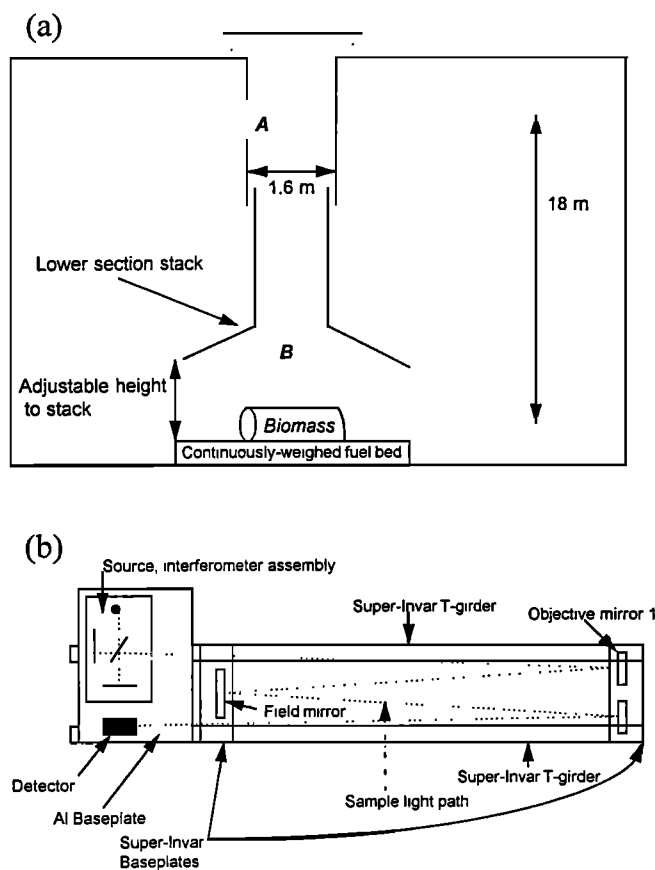 (a)
A
1.6 m
18 m
Lower section stack
B
Adjustable height
to stack
Biomass
Continuously-weighed fuel bed
(b)
Source, interferometer assembly
Super-Invar T-girder
Objective mirror 1
Field mirror
Detector
Al Baseplate
Super-Invar
Baseplates
Sample light path
Super-Invar T-girder